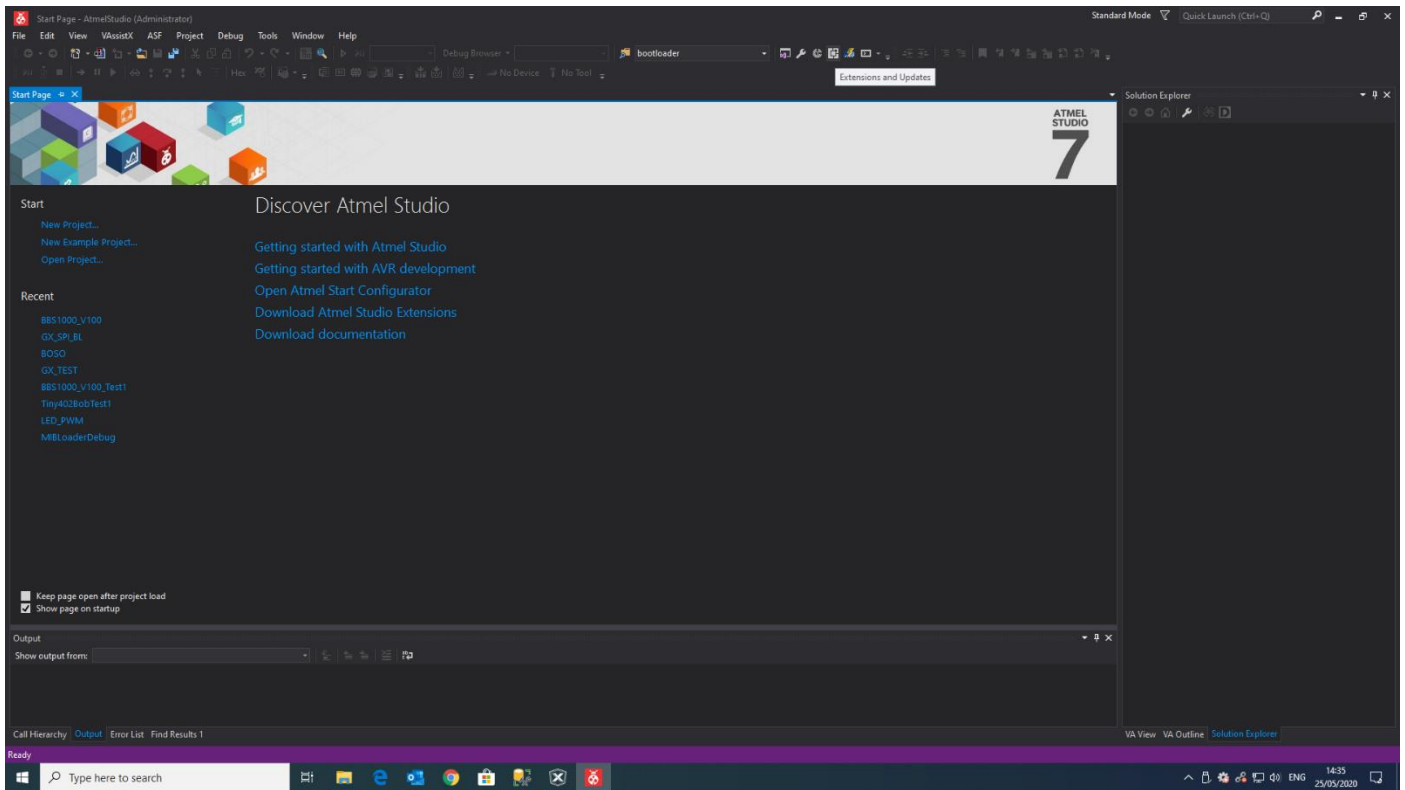 Start Page - AtmelStudio (Administrator)
Standard Mode
Quick Launch (Ctrl+Q)
File Edit View VAssistX ASF Project Debug Tools Window Help
Debug Browser
bootloader
Hex
No Device
No Tool
Extensions and Updates
Start Page
Solution Explorer
ATMEL
STUDIO
7
Start
New Project...
New Example Project...
Open Project...
Discover Atmel Studio
Getting started with Atmel Studio
Getting started with AVR development
Open Atmel Start Configurator
Download Atmel Studio Extensions
Download documentation
Recent
BBS1000_V100
GX_SPI_BL
BOSO
GX_TEST
BBS1000_V100_Test1
Tiny402BobTest1
LED_PWM
MIBLoaderDebug
Keep page open after project load
Show page on startup
Output
Show output from:
Call Hierarchy Output Error List Find Results 1
VA View VA Outline Solution Explorer
Ready
Type here to search
ENG
14:35
25/05/2020